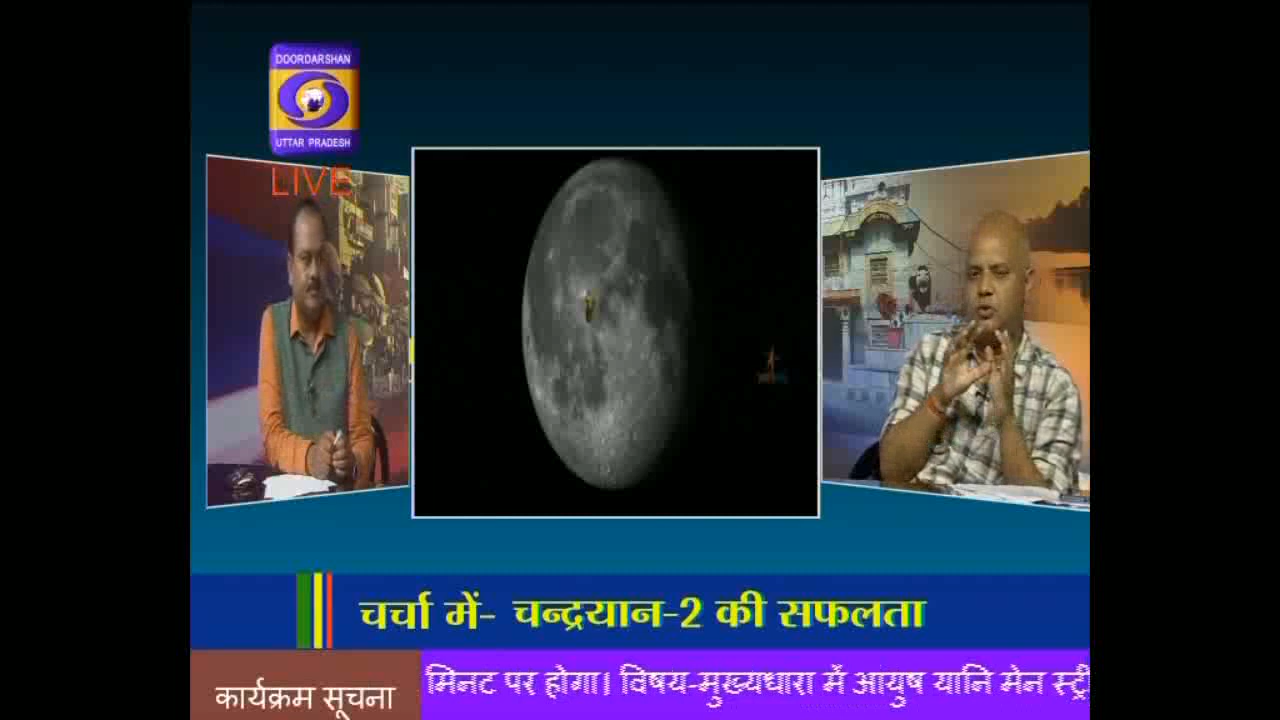 DOORDARSHAN
UTTAR PRADESH
LIVE
चर्चा में- चन्द्रयान-2 की सफलता
कार्यक्रम सूचना
मिनट पर होगा। विषय-मुख्यधारा में आयुष यानि मेन स्ट्री